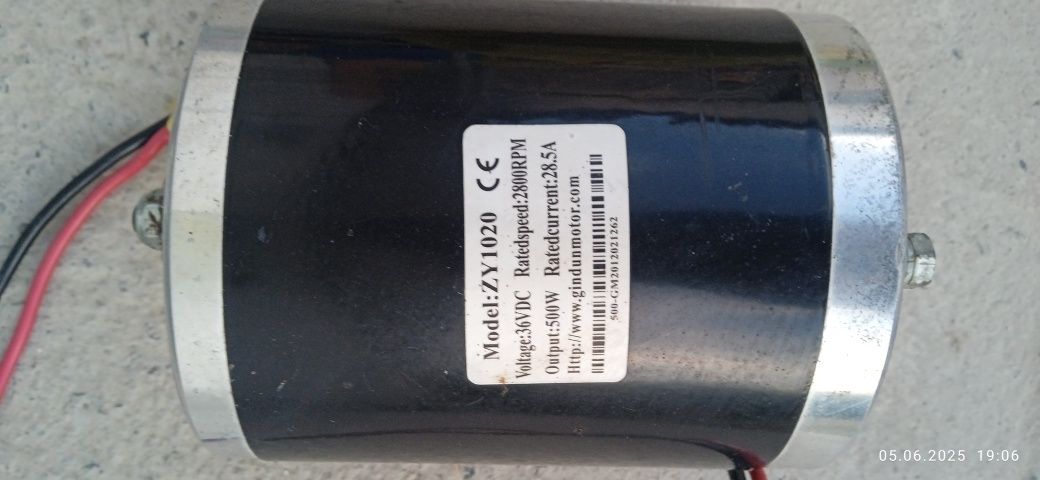 Model:ZY1020 CE
Voltage:36VDC Ratedspeed:2800RPM
Output:500W Ratedcurrent:28.5A
Http://www.gindunmotor.com
500-GM2012021262
05.06.2025 19:06